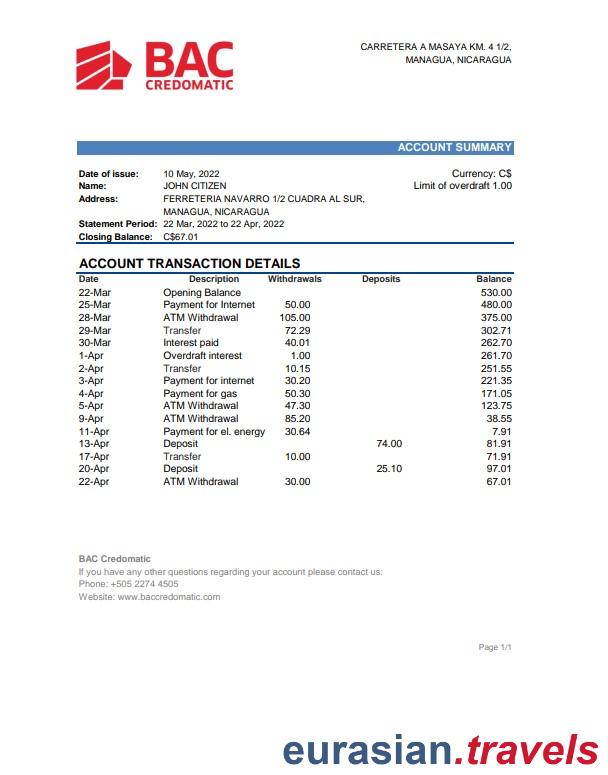 BAC
CREDOMATIC
CARRETERA A MASAYA KM. 4 1/2,
MANAGUA, NICARAGUA
ACCOUNT SUMMARY
Date of issue: 10 May, 2022 Currency: C$
Name: JOHN CITIZEN Limit of overdraft 1.00
Address: FERRETERIA NAVARRO 1/2 CUADRA AL SUR,
MANAGUA, NICARAGUA
Statement Period: 22 Mar, 2022 to 22 Apr, 2022
Closing Balance: C$67.01
ACCOUNT TRANSACTION DETAILS
Date Description Withdrawals Deposits Balance
22-Mar Opening Balance 530.00
25-Mar Payment for Internet 50.00 480.00
28-Mar ATM Withdrawal 105.00 375.00
29-Mar Transfer 72.29 302.71
30-Mar Interest paid 40.01 262.70
1-Apr Overdraft interest 1.00 261.70
2-Apr Transfer 10.15 251.55
3-Apr Payment for internet 30.20 221.35
4-Apr Payment for gas 50.30 171.05
5-Apr ATM Withdrawal 47.30 123.75
9-Apr ATM Withdrawal 85.20 38.55
11-Apr Payment for el. energy 30.64 7.91
13-Apr Deposit 74.00 81.91
17-Apr Transfer 10.00 71.91
20-Apr Deposit 25.10 97.01
22-Apr ATM Withdrawal 30.00 67.01
BAC Credomatic
If you have any other questions regarding your account please contact us:
Phone: +505 2274 4505
Website: www.baccredomatic.com
Page 1/1
eurasian.travels